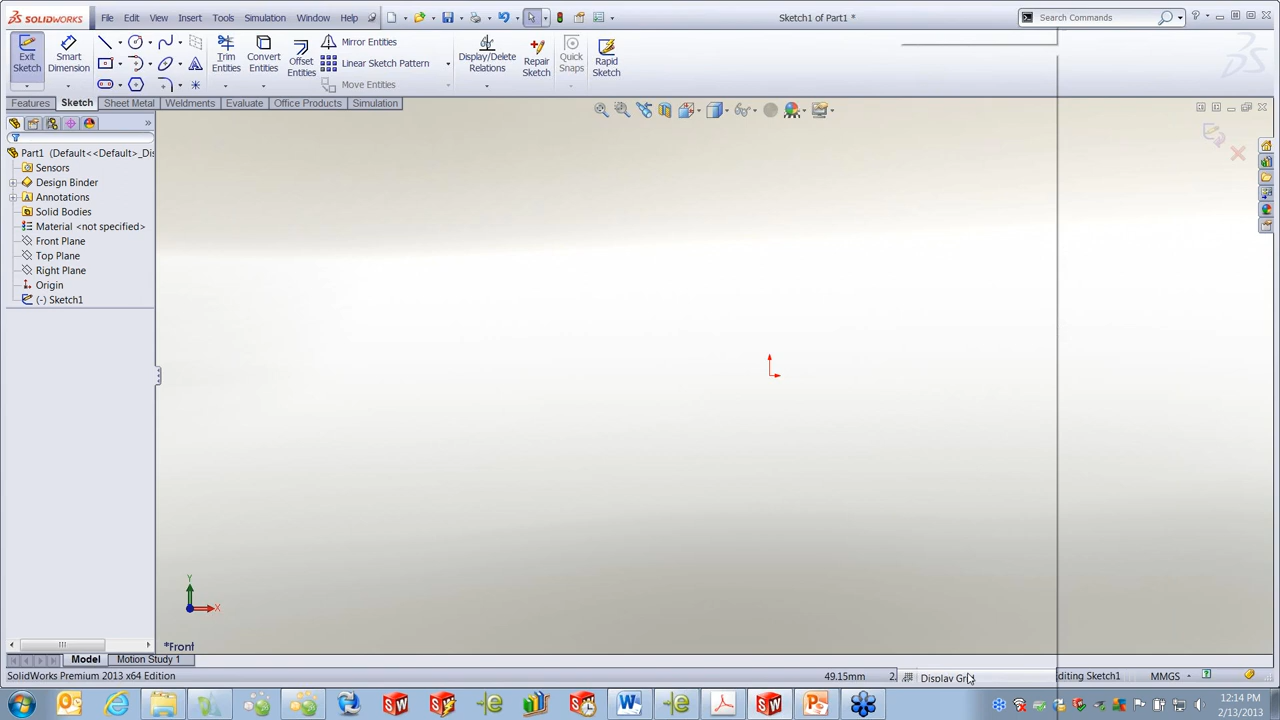 SOLIDWORKS File Edit View Insert Tools Simulation Window Help Sketch1 of Part1 * Search Commands
Exit Sketch Smart Dimension Trim Entities Convert Entities Offset Entities Mirror Entities Linear Sketch Pattern Move Entities Display/Delete Relations Repair Sketch Quick Snaps Rapid Sketch
Features Sketch Sheet Metal Weldments Evaluate Office Products Simulation
Part1 (Default<<Default>_Dis
Sensors
Design Binder
Annotations
Solid Bodies
Material <not specified>
Front Plane
Top Plane
Right Plane
Origin
(-) Sketch1
Y
X
*Front
Model Motion Study 1
SolidWorks Premium 2013 x64 Edition 49.15mm 2. Display Grid diting Sketch1 MMGS
12:14 PM
2/13/2013